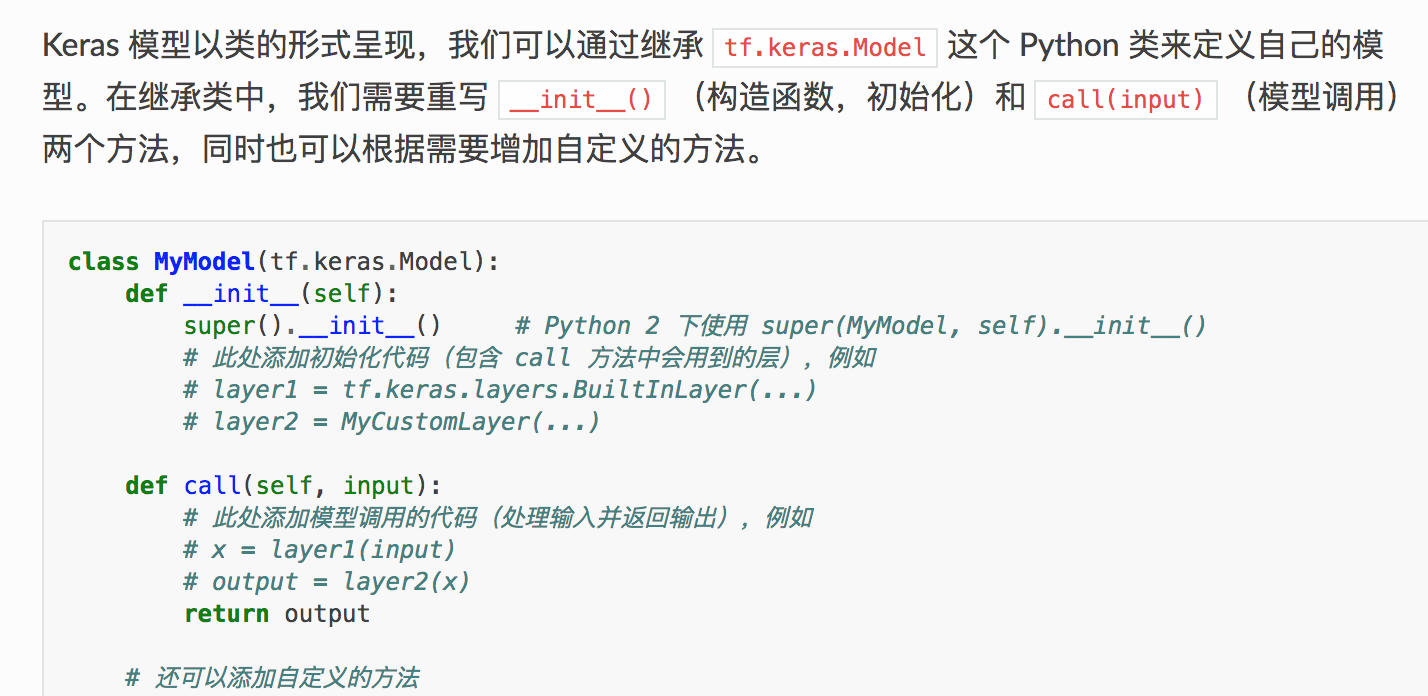 Keras 模型以类的形式呈现，我们可以通过继承 tf.keras.Model 这个 Python 类来定义自己的模
型。在继承类中，我们需要重写 __init__() （构造函数，初始化）和 call(input) （模型调用）
两个方法，同时也可以根据需要增加自定义的方法。
class MyModel(tf.keras.Model):
    def __init__(self):
        super().__init__()     # Python 2 下使用 super(MyModel, self).__init__()
        # 此处添加初始化代码（包含 call 方法中会用到的层），例如
        # layer1 = tf.keras.layers.BuiltInLayer(...)
        # layer2 = MyCustomLayer(...)
    def call(self, input):
        # 此处添加模型调用的代码（处理输入并返回输出），例如
        # x = layer1(input)
        # output = layer2(x)
        return output
    # 还可以添加自定义的方法